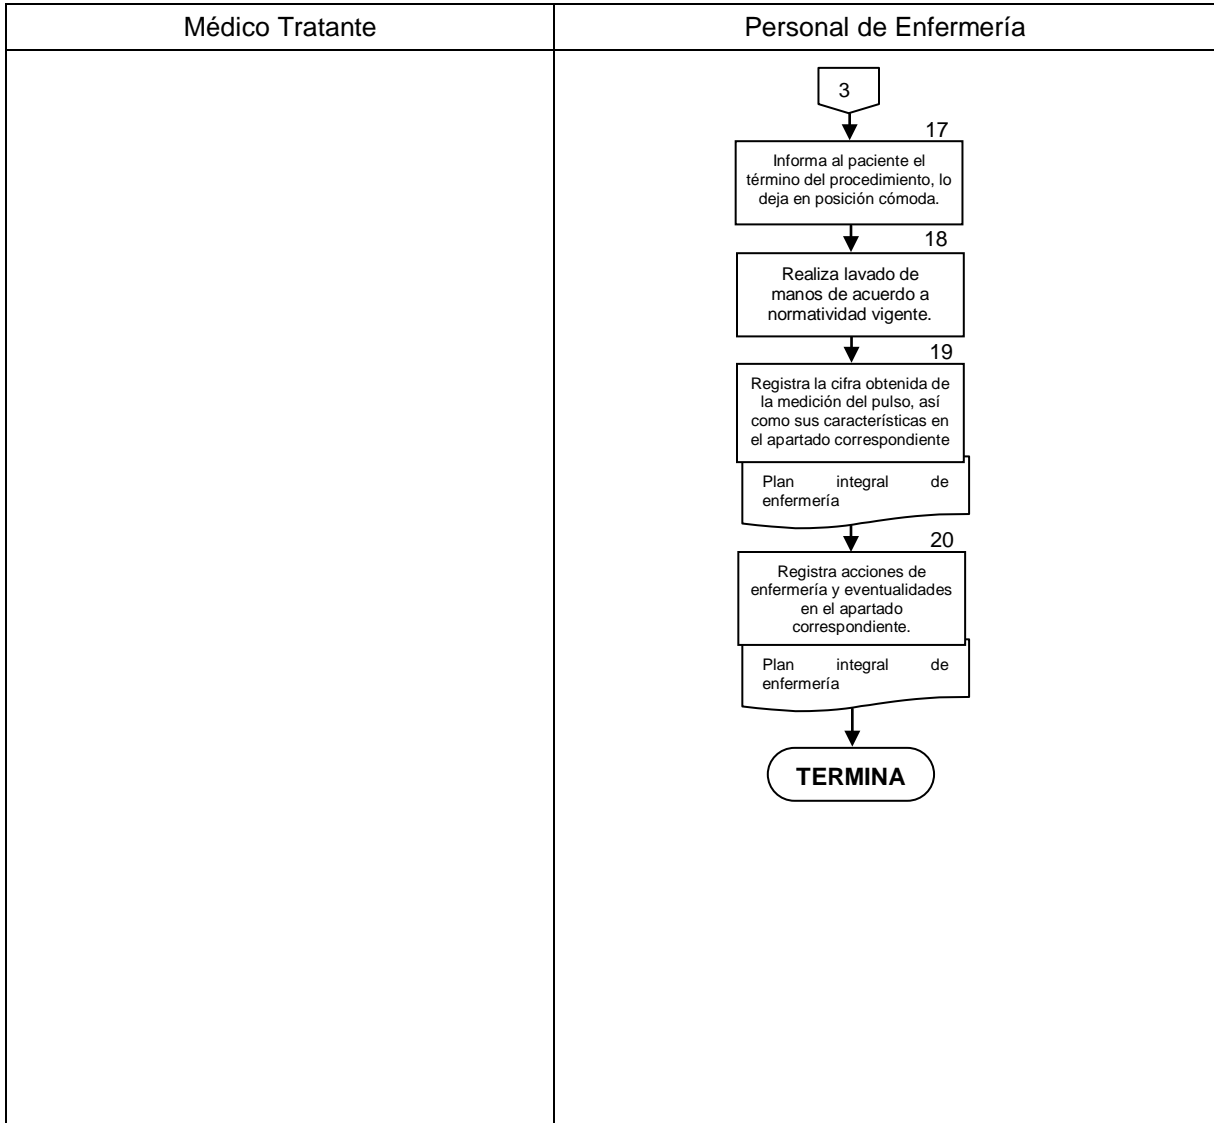 Médico Tratante
Personal de Enfermería
3
17
Informa al paciente el
término del procedimiento, lo
deja en posición cómoda.
18
Realiza lavado de
manos de acuerdo a
normatividad vigente.
19
Registra la cifra obtenida de
la medición del pulso, así
como sus características en
el apartado correspondiente
Plan integral de
enfermería
20
Registra acciones de
enfermería y eventualidades
en el apartado
correspondiente.
Plan integral de
enfermería
TERMINA